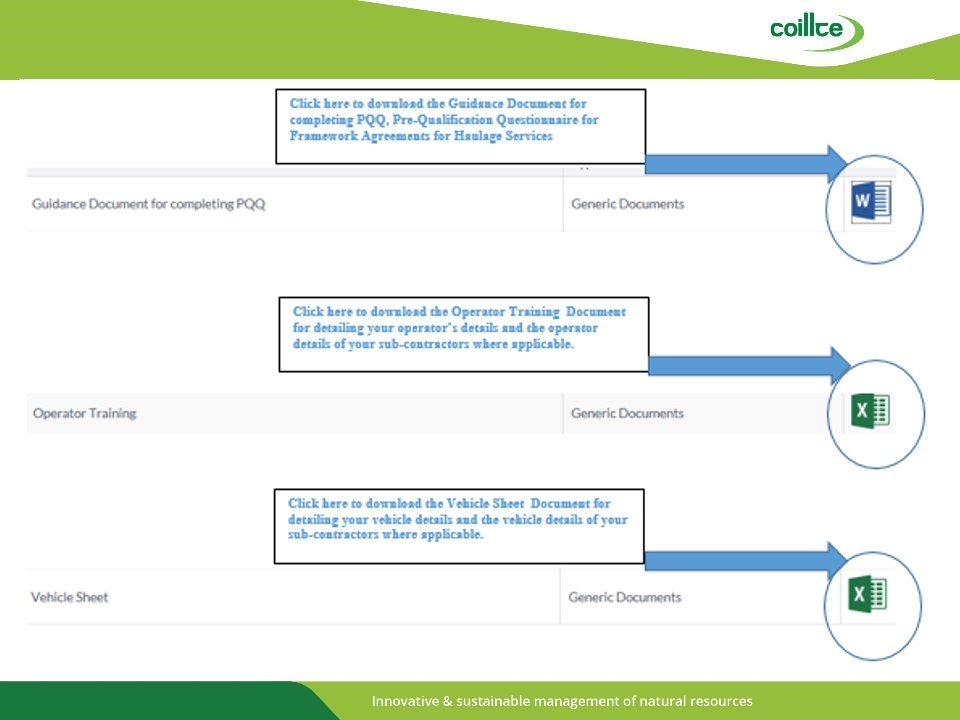 coillte
Click here to download the Guidance Document for
completing PQQ, Pre-Qualification Questionnaire for
Framework Agreements for Haulage Services
Guidance Document for completing PQQ
Generic Documents
W
Click here to download the Operator Training Document
for detailing your operator's details and the operator
details of your sub-contractors where applicable.
Operator Training
Generic Documents
X
Click here to download the Vehicle Sheet Document for
detailing your vehicle details and the vehicle details of your
sub-contractors where applicable.
Vehicle Sheet
Generic Documents
X
Innovative & sustainable management of natural resources